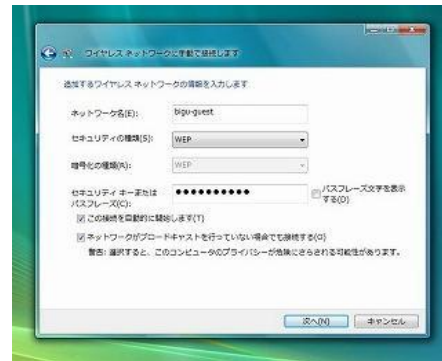 ワイヤレス ネットワークに手動で接続します
追加するワイヤレス ネットワークの情報を入力します
ネットワーク名(E): bigu-guest
セキュリティの種類(S): WEP
暗号化の種類(R): WEP
セキュリティ キーまたは
パスフレーズ(C): ●●●●●●●●●●
パスフレーズ文字を表示
する(D)
この接続を自動的に開始します(T)
ネットワークがブロードキャストを行っていない場合でも接続する(O)
警告: 選択すると、このコンピュータのプライバシーが危険にさらされる可能性があります。
次へ(N) キャンセル